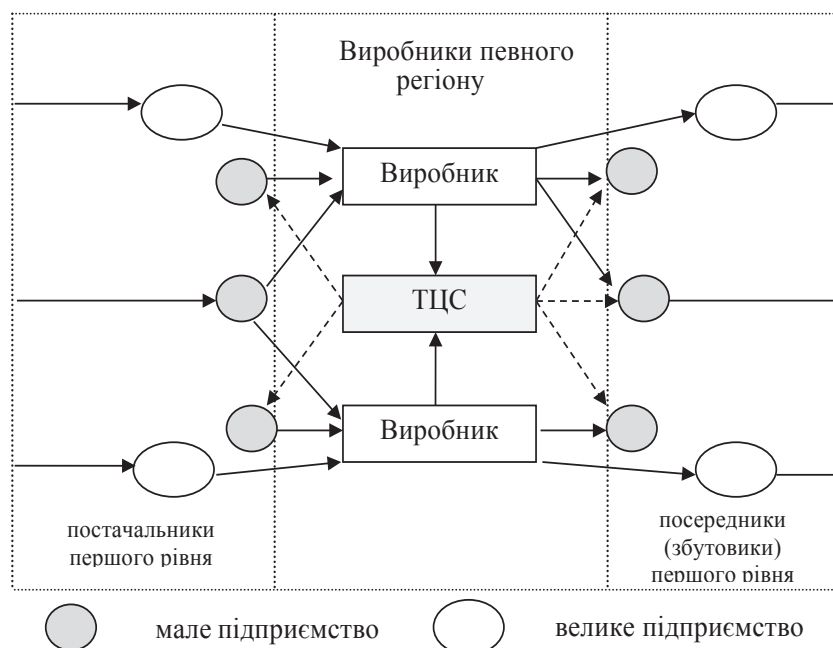 Виробники певного
регіону
Виробник
ТЦС
Виробник
постачальники
першого рівня
посередники
(збутовики)
першого рівня
мале підприємство
велике підприємство